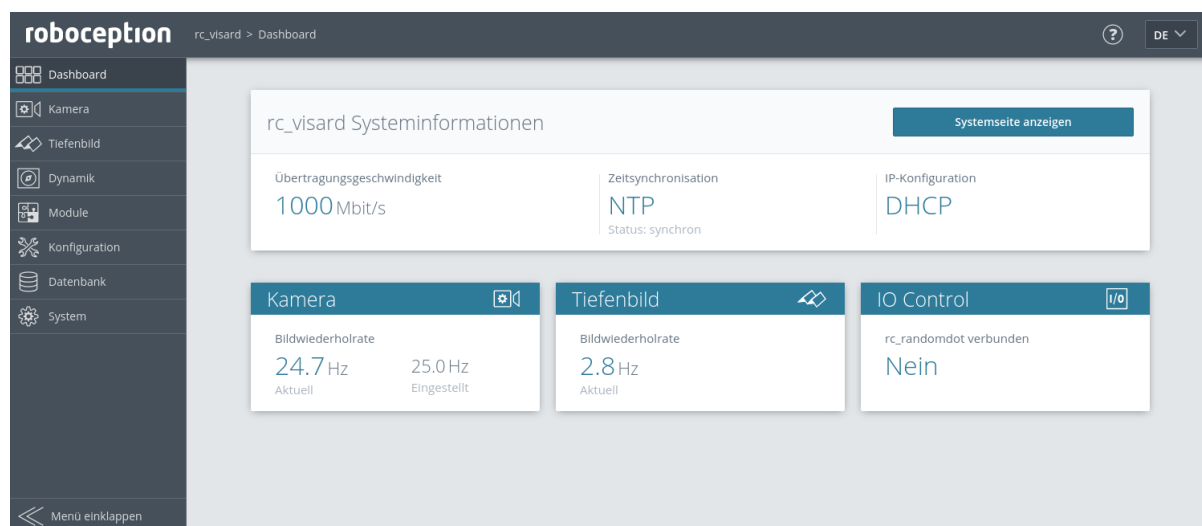 roboception
rc_visard > Dashboard
?
DE
Dashboard
Kamera
Tiefenbild
Dynamik
Module
Konfiguration
Datenbank
System
Menü einklappen
rc_visard Systeminformationen
Systemseite anzeigen
Übertragungsgeschwindigkeit
1000 Mbit/s
Zeitsynchronisation
NTP
Status: synchron
IP-Konfiguration
DHCP
Kamera
Bildwiederholrate
24.7 Hz
Aktuell
25.0 Hz
Eingestellt
Tiefenbild
Bildwiederholrate
2.8 Hz
Aktuell
IO Control
I/0
rc_randomdot verbunden
Nein